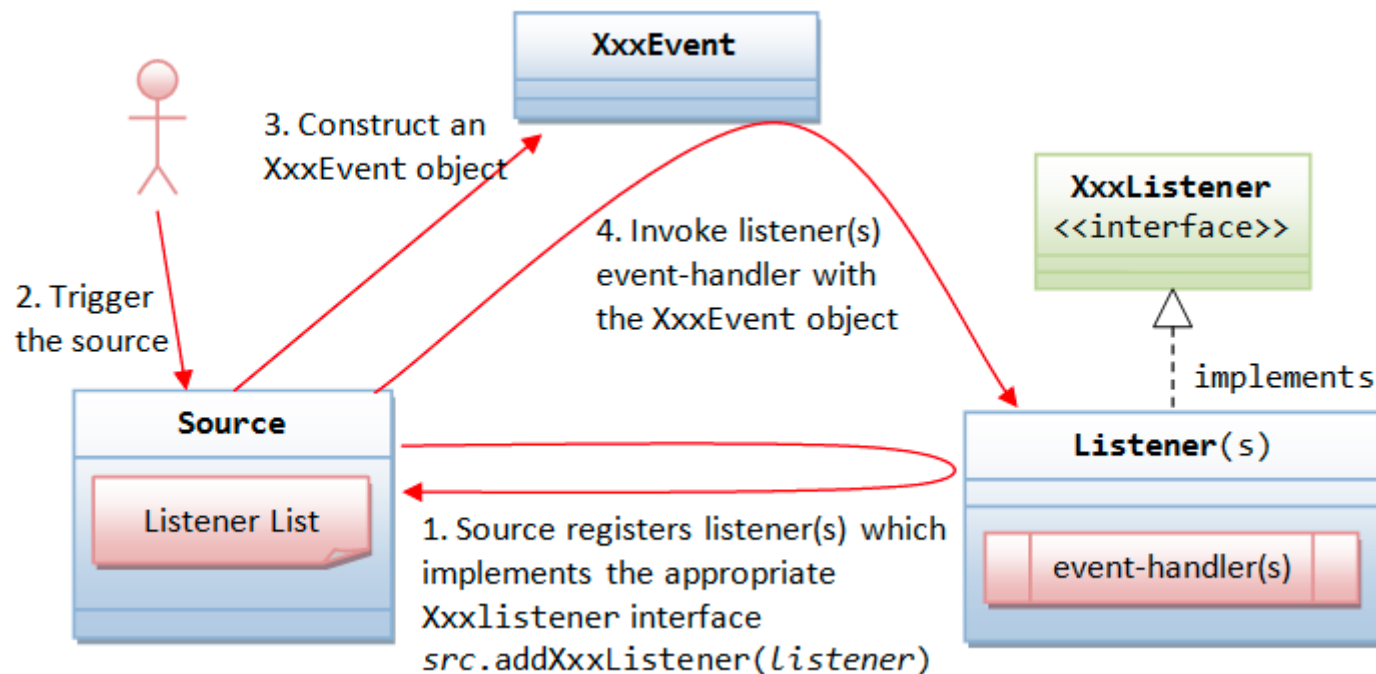 XxxEvent
3. Construct an
XxxEvent object
XxxListener
<<interface>>
4. Invoke listener(s)
event-handler with
the XxxEvent object
2. Trigger
the source
implements
Source
Listener(s)
Listener List
event-handler(s)
1. Source registers listener(s) which
implements the appropriate
Xxxlistener interface
src.addXxxListener(listener)